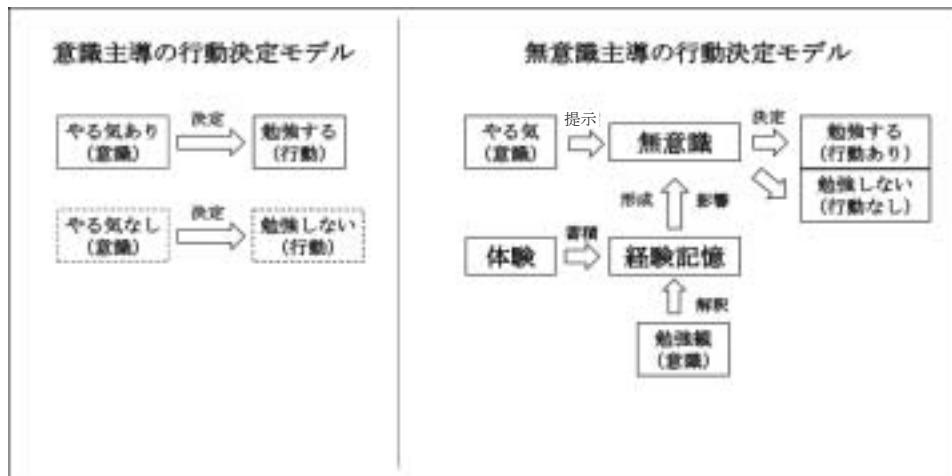 意識主導の行動決定モデル
やる気あり
(意識)
決定
勉強する
(行動)
やる気なし
(意識)
決定
勉強しない
(行動)
無意識主導の行動決定モデル
やる気
(意識)
提示
無意識
決定
勉強する
(行動あり)
勉強しない
(行動なし)
形成
影響
体験
蓄積
経験記憶
解釈
勉強観
(意識)